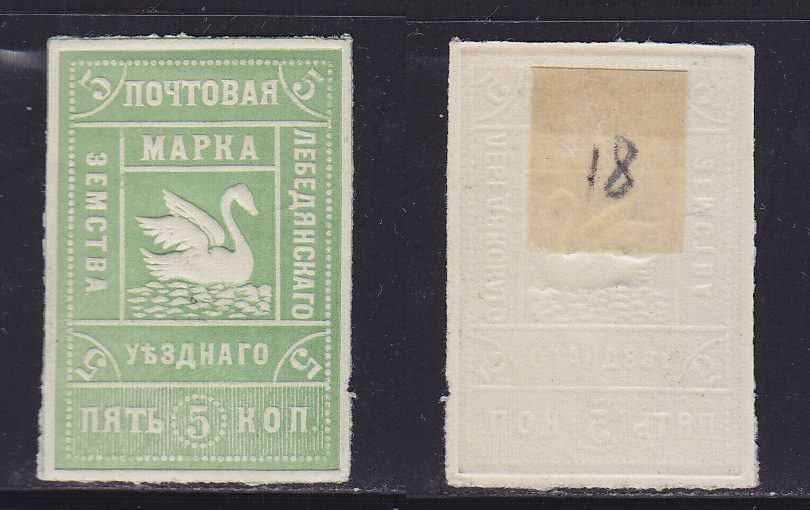 5 5
ПОЧТОВАЯ
МАРКА
ЛЕБЕДЯНСКАГО
УѢЗДНАГО
ЗЕМСТВА
5 5
ПЯТЬ 5 КОП.
18